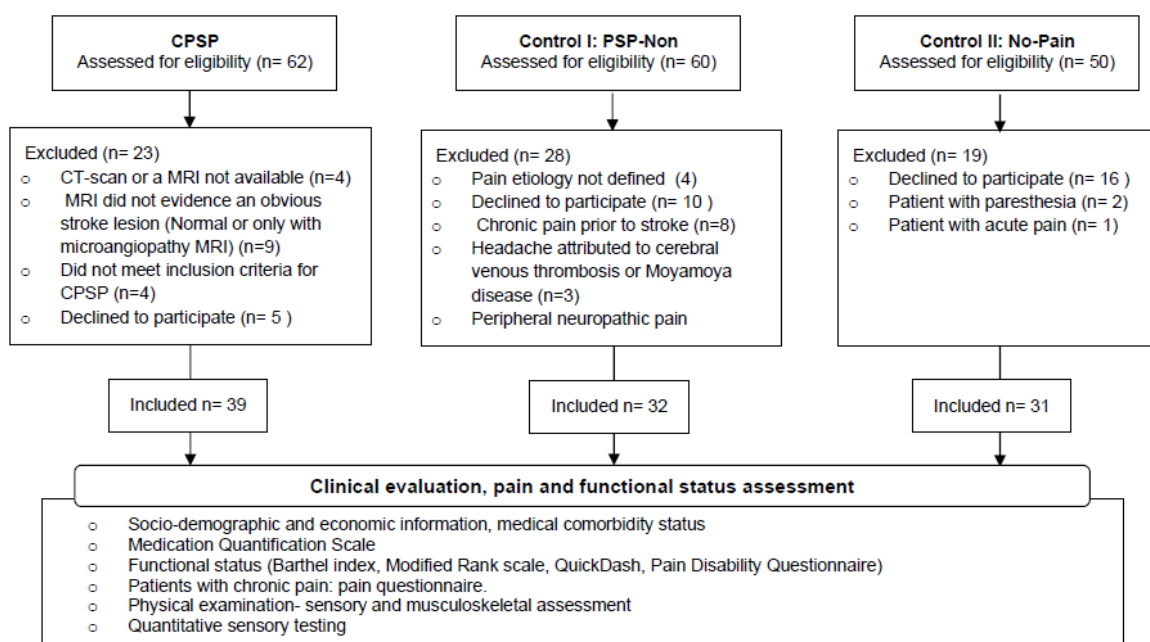 CPSP
Assessed for eligibility (n= 62)
Control I: PSP-Non
Assessed for eligibility (n= 60)
Control II: No-Pain
Assessed for eligibility (n= 50)
Excluded (n= 23)
o CT-scan or a MRI not available (n=4)
o MRI did not evidence an obvious
stroke lesion (Normal or only with
microangiopathy MRI) (n=9)
o Did not meet inclusion criteria for
CPSP (n=4)
o Declined to participate (n= 5 )
Excluded (n= 28)
o Pain etiology not defined (4)
o Declined to participate (n= 10 )
o Chronic pain prior to stroke (n=8)
o Headache attributed to cerebral
venous thrombosis or Moyamoya
disease (n=3)
o Peripheral neuropathic pain
Excluded (n= 19)
o Declined to participate (n= 16 )
o Patient with paresthesia (n= 2)
o Patient with acute pain (n= 1)
Included n= 39
Included n= 32
Included n= 31
Clinical evaluation, pain and functional status assessment
o Socio-demographic and economic information, medical comorbidity status
o Medication Quantification Scale
o Functional status (Barthel index, Modified Rank scale, QuickDash, Pain Disability Questionnaire)
o Patients with chronic pain: pain questionnaire.
o Physical examination- sensory and musculoskeletal assessment
o Quantitative sensory testing